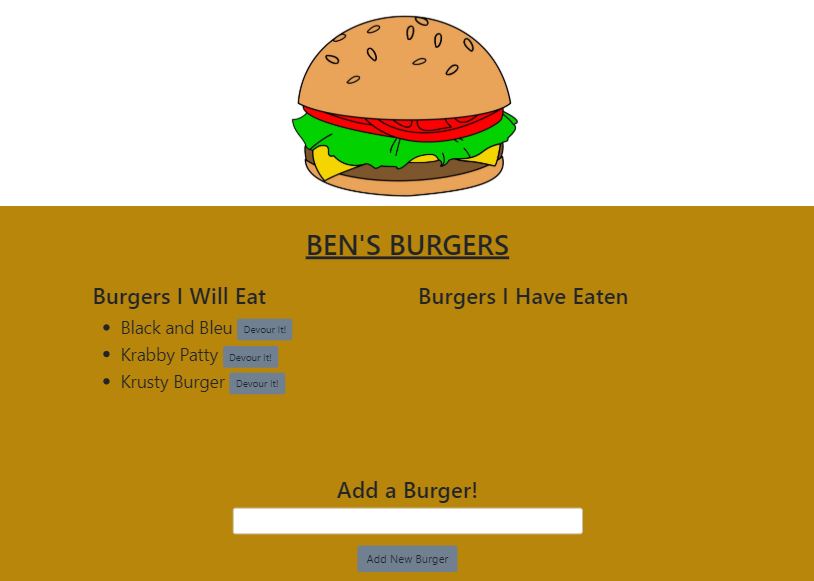 BEN'S BURGERS
Burgers I Will Eat
Black and Bleu Devour It!
Krabby Patty Devour It!
Krusty Burger Devour It!
Burgers I Have Eaten
Add a Burger!
Add New Burger